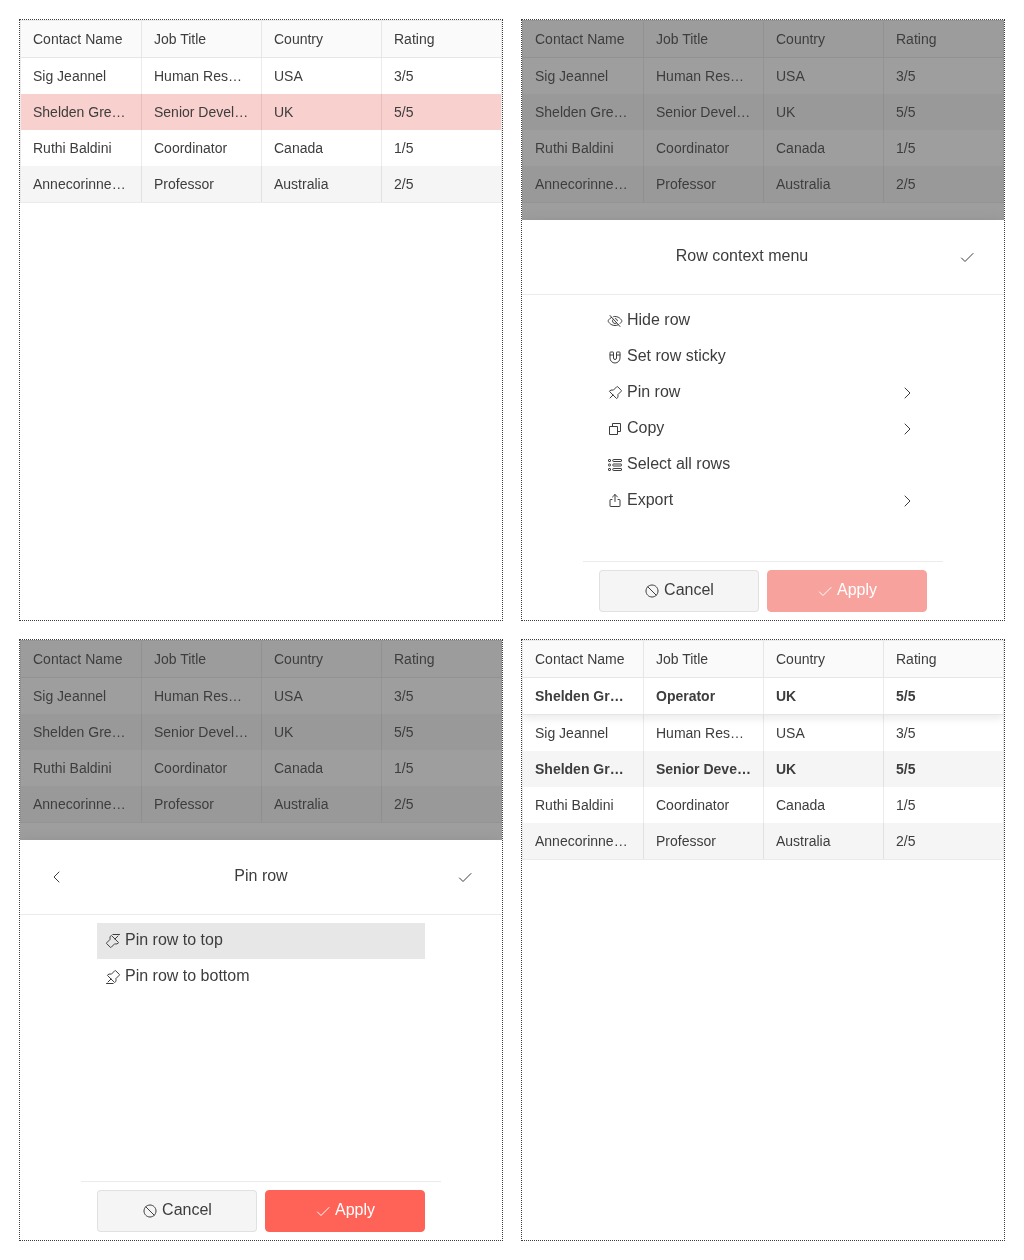 Contact Name Job Title Country Rating
Sig Jeannel Human Res… USA 3/5
Shelden Gre… Senior Devel… UK 5/5
Ruthi Baldini Coordinator Canada 1/5
Annecorinne… Professor Australia 2/5
Contact Name Job Title Country Rating
Sig Jeannel Human Res… USA 3/5
Shelden Gre… Senior Devel… UK 5/5
Ruthi Baldini Coordinator Canada 1/5
Annecorinne… Professor Australia 2/5
Row context menu
Hide row
Set row sticky
Pin row
Copy
Select all rows
Export
Cancel Apply
Contact Name Job Title Country Rating
Sig Jeannel Human Res… USA 3/5
Shelden Gre… Senior Devel… UK 5/5
Ruthi Baldini Coordinator Canada 1/5
Annecorinne… Professor Australia 2/5
Pin row
Pin row to top
Pin row to bottom
Cancel Apply
Contact Name Job Title Country Rating
Shelden Gr… Operator UK 5/5
Sig Jeannel Human Res… USA 3/5
Shelden Gr… Senior Deve… UK 5/5
Ruthi Baldini Coordinator Canada 1/5
Annecorinne… Professor Australia 2/5